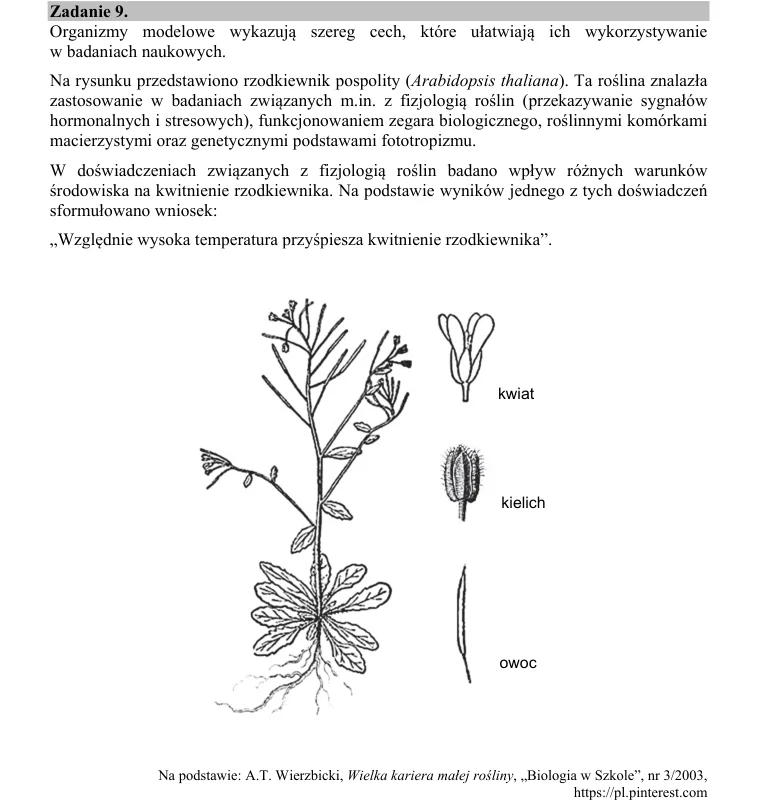 Zadanie 9.
Organizmy modelowe wykazują szereg cech, które ułatwiają ich wykorzystywanie
w badaniach naukowych.
Na rysunku przedstawiono rzodkiewnik pospolity (Arabidopsis thaliana). Ta roślina znalazła
zastosowanie w badaniach związanych m.in. z fizjologią roślin (przekazywanie sygnałów
hormonalnych i stresowych), funkcjonowaniem zegara biologicznego, roślinnymi komórkami
macierzystymi oraz genetycznymi podstawami fototropizmu.
W doświadczeniach związanych z fizjologią roślin badano wpływ różnych warunków
środowiska na kwitnienie rzodkiewnika. Na podstawie wyników jednego z tych doświadczeń
sformułowano wniosek:
„Względnie wysoka temperatura przyśpiesza kwitnienie rzodkiewnika”.
kwiat
kielich
owoc
Na podstawie: A.T. Wierzbicki, Wielka kariera małej rośliny, „Biologia w Szkole”, nr 3/2003,
https://pl.pinterest.com